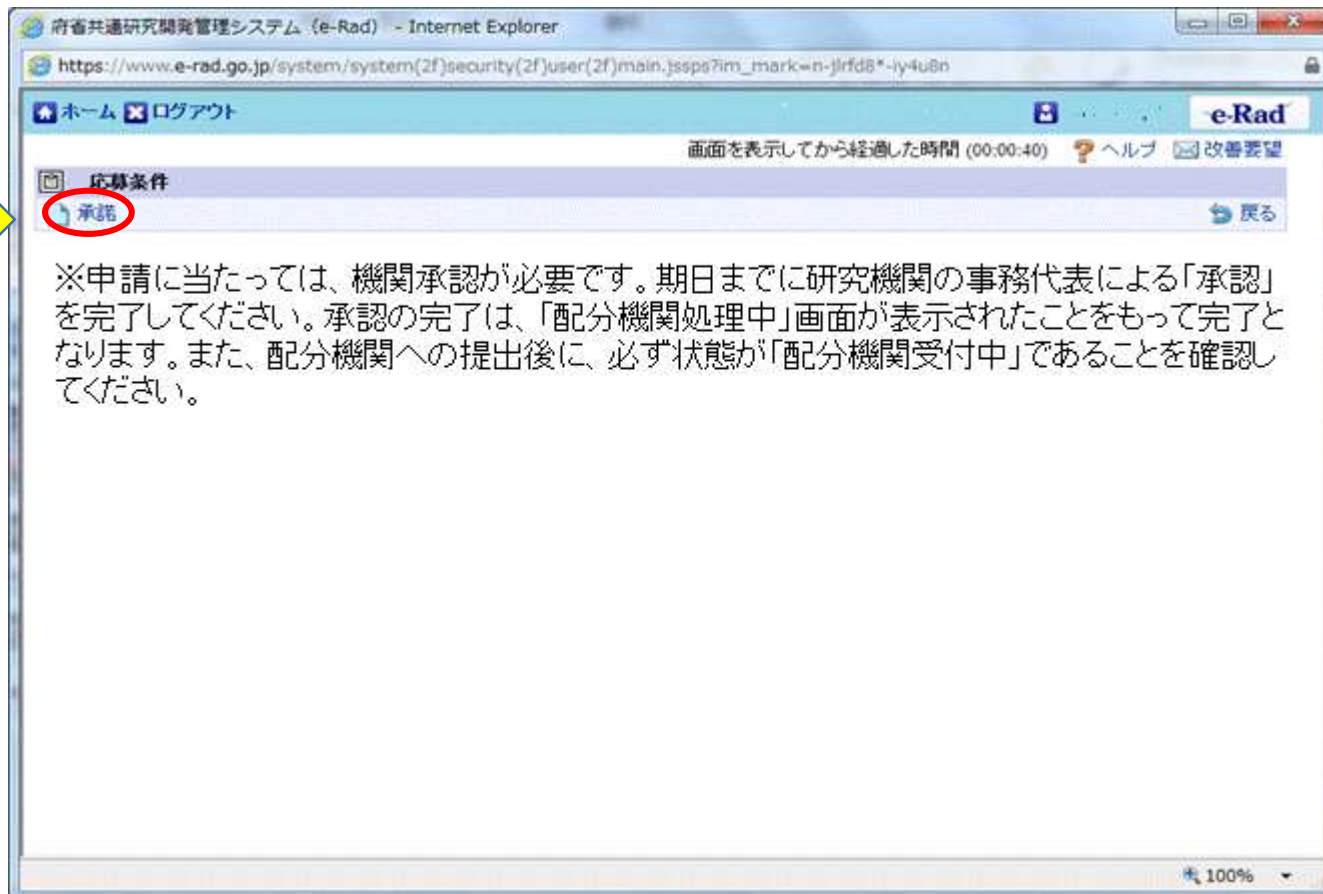 府省共通研究開発管理システム (e-Rad) - Internet Explorer
https://www.e-rad.go.jp/system/system(2f)security(2f)user(2f)main.jssps?im_mark=n-jlrfd8*-iy4u8n
ホーム ログアウト e-Rad
画面を表示してから経過した時間 (00:00:40) ヘルプ 改善要望
応募条件
承諾 戻る
※申請に当たっては、機関承認が必要です。期日までに研究機関の事務代表による「承認」
を完了してください。承認の完了は、「配分機関処理中」画面が表示されたことをもって完了と
なります。また、配分機関への提出後に、必ず状態が「配分機関受付中」であることを確認し
てください。
100%